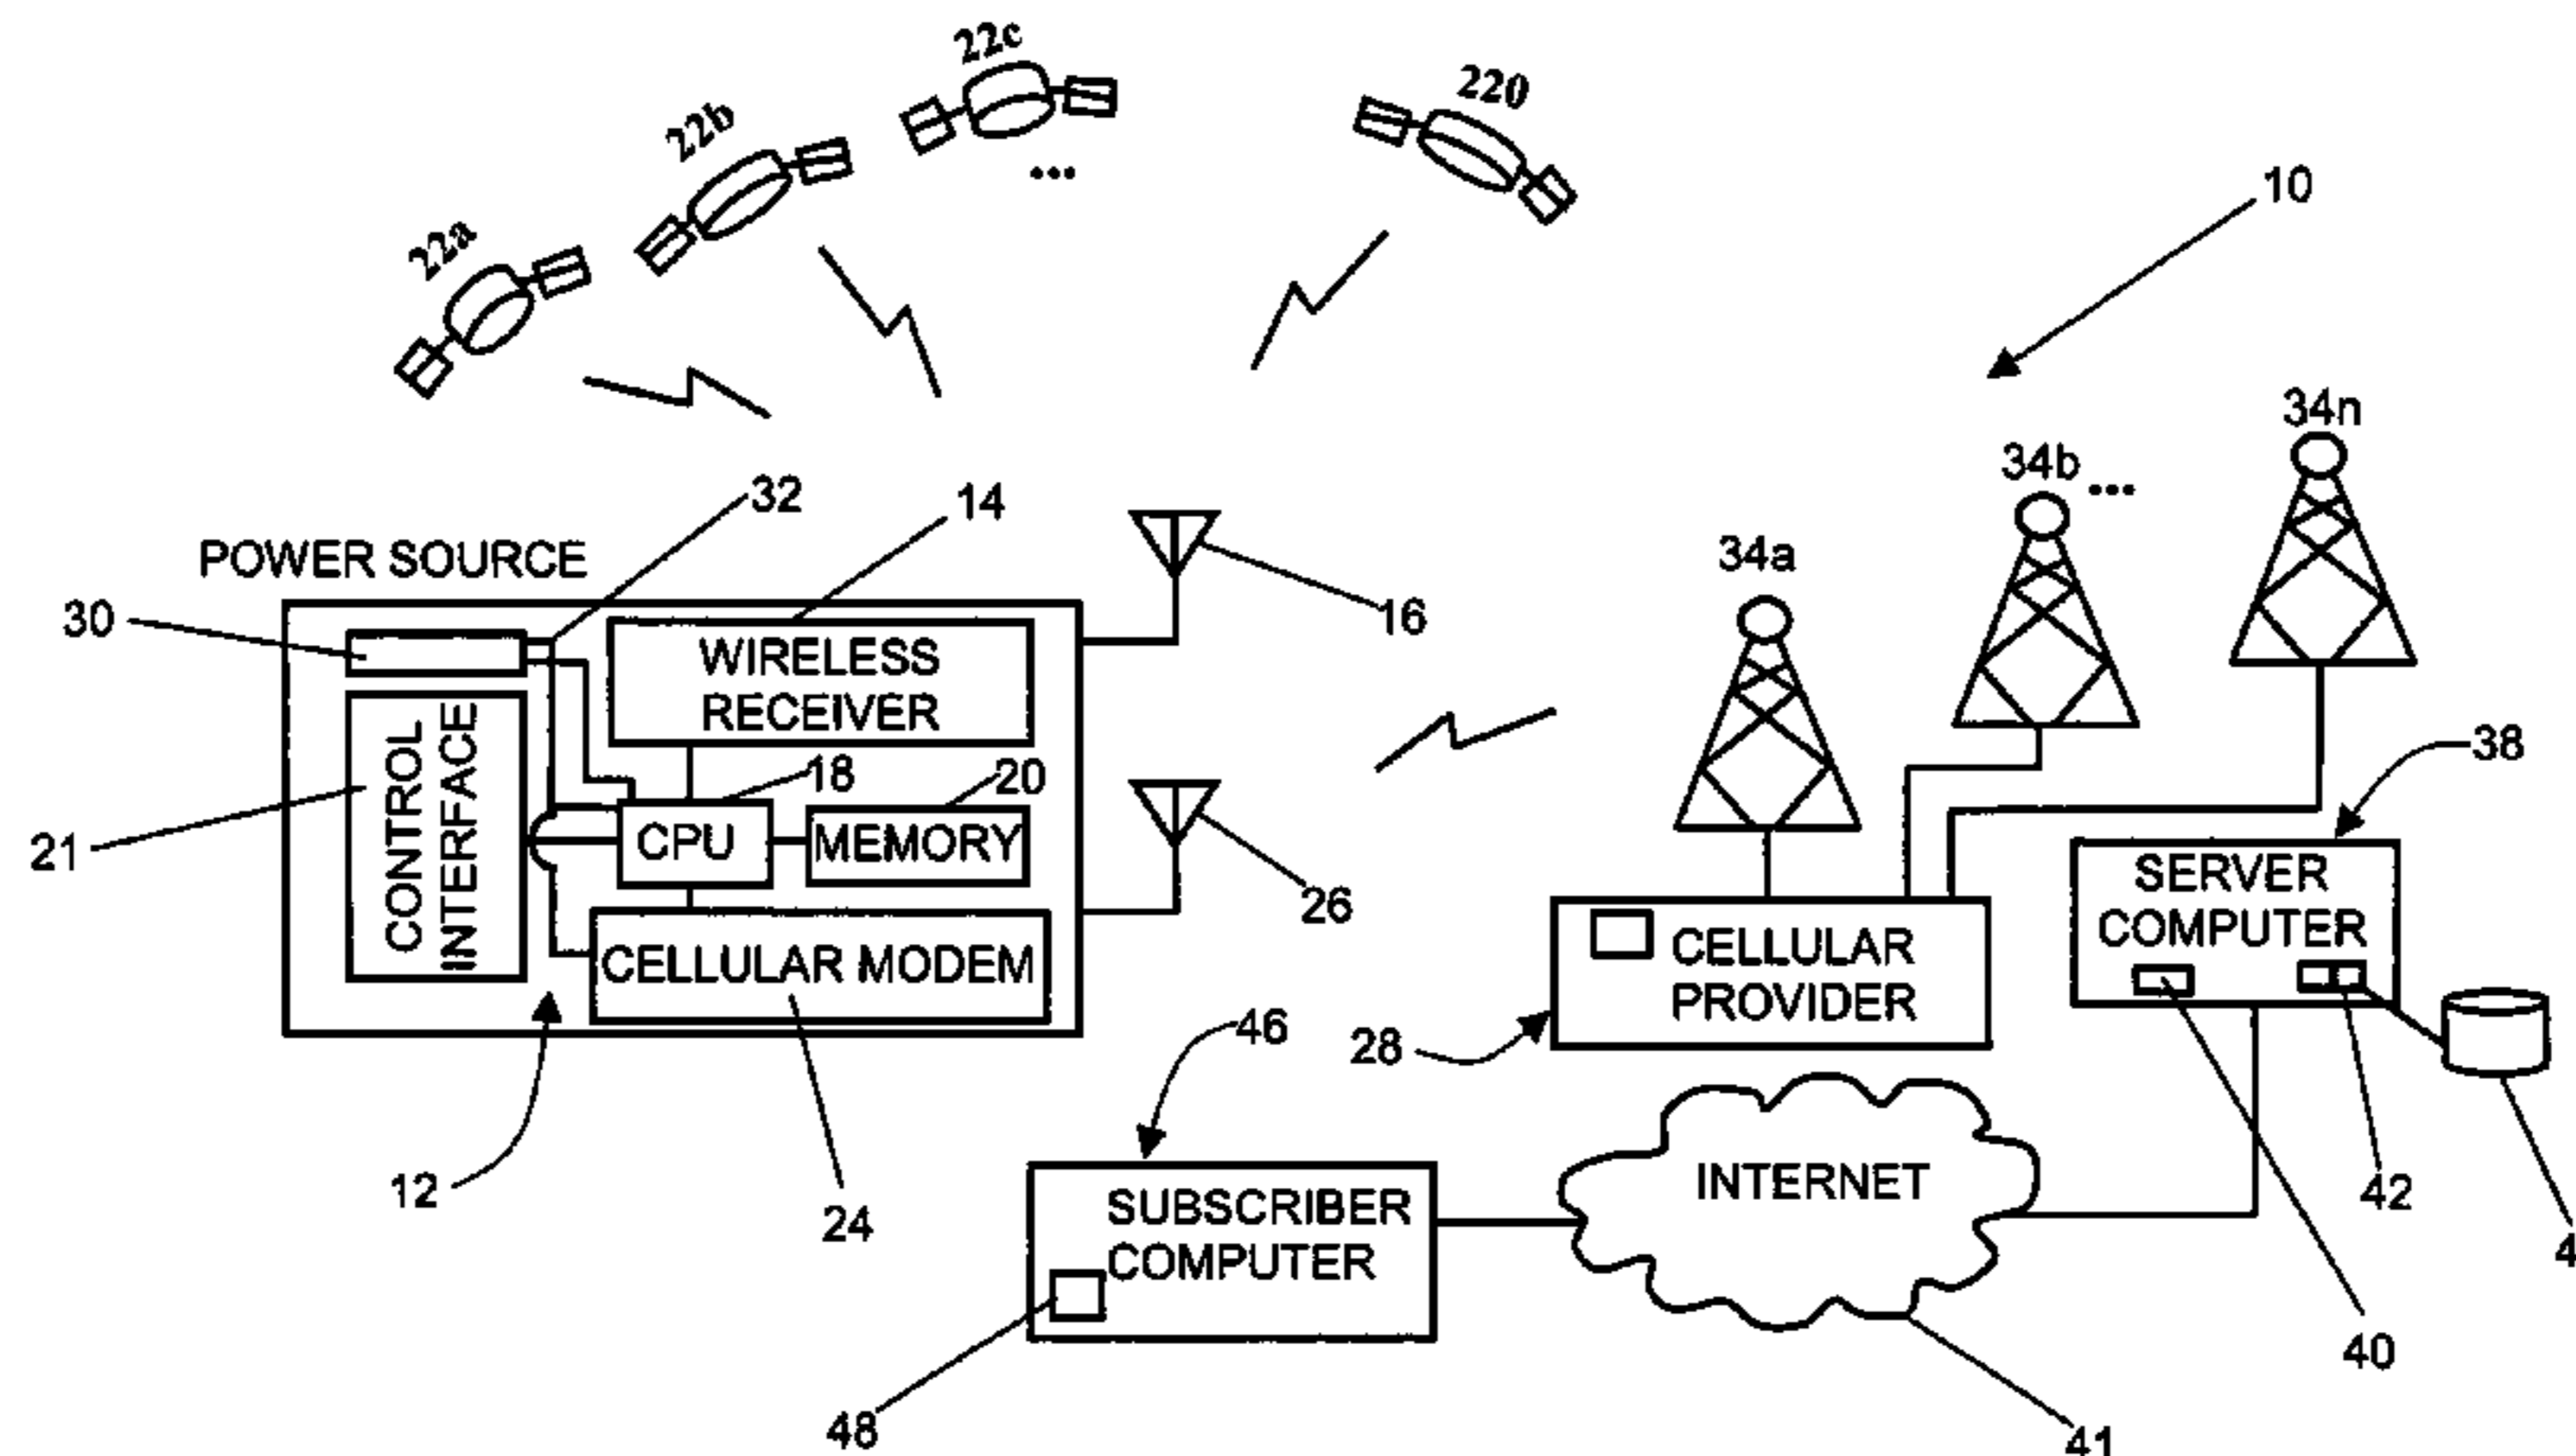 22a
22b
22c
...
220
10
34a
34b
...
34n
POWER SOURCE
32
14
16
30
WIRELESS
RECEIVER
CONTROL
INTERFACE
21
18
20
CPU
MEMORY
26
CELLULAR MODEM
12
24
38
SERVER
COMPUTER
CELLULAR
PROVIDER
28
46
SUBSCRIBER
COMPUTER
48
INTERNET
42
40
41